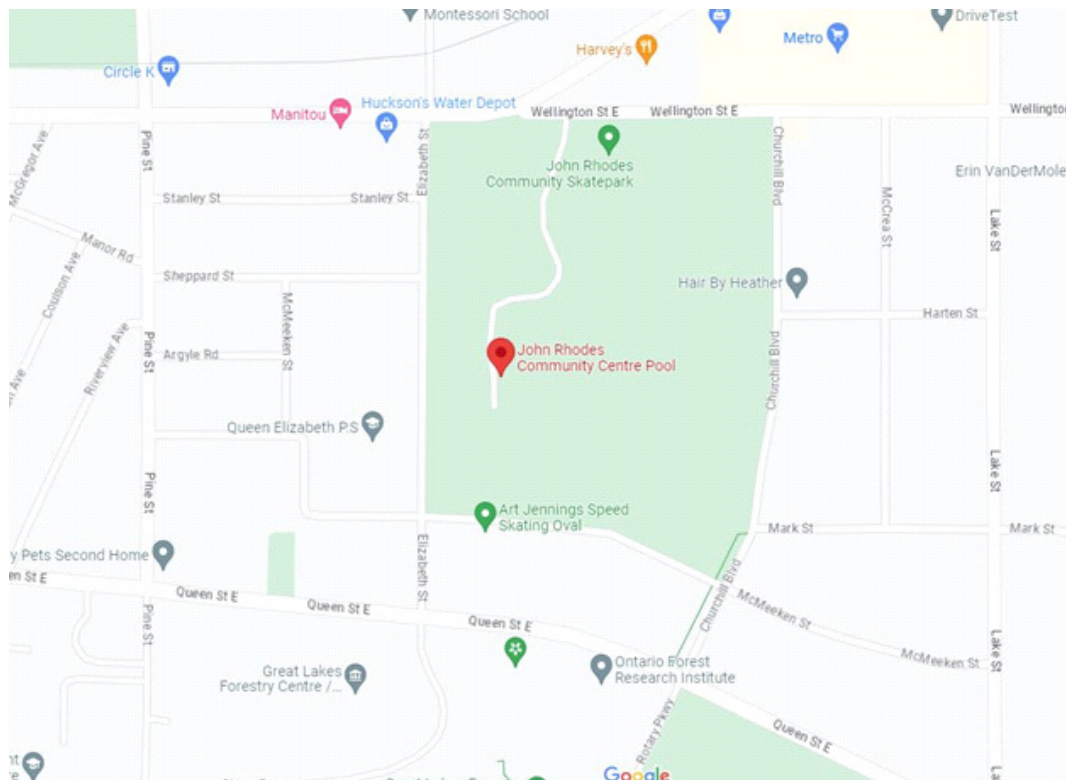 Montessori School
DriveTest
Metro
Harvey's
Circle K
Manitou
Huckson's Water Depot
Wellington St E
Wellington St E
Wellington
John Rhodes
Community Skatepark
McGregor Ave
Pine St
Elizabeth St
Churchill Blvd
McCrea St
Erin VanDerMole
Stanley St
Stanley St
Lake St
Manor Rd
Coulson Ave
Sheppard St
McMeeken St
Hair By Heather
Harten St
Riverview Ave
Pine St
Argyle Rd
John Rhodes
Community Centre Pool
Churchill Blvd
Queen Elizabeth P.S
Pine St
Lake St
Art Jennings Speed
Skating Oval
Mark St
Mark St
y Pets Second Home
Elizabeth St
en St E
Queen St E
Queen St E
Queen St E
Churchill Blvd
McMeeken St
McMeeken St
Pine St
Lake St
Great Lakes
Forestry Centre /...
Ontario Forest
Research Institute
Rotary Pkwy
Queen St E
Google